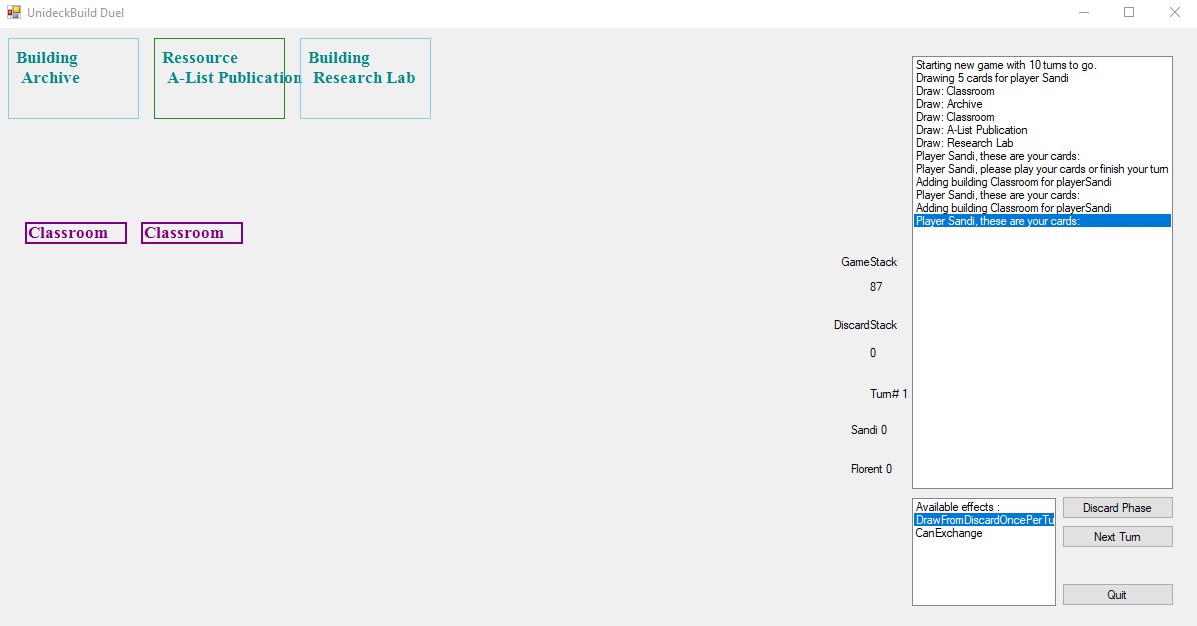 UnideckBuild Duel
Building
Archive
Ressource
A-List Publication
Building
Research Lab
Classroom
Classroom
GameStack
87
DiscardStack
0
Turn# 1
Sandi 0
Florent 0
Starting new game with 10 turns to go.
Drawing 5 cards for player Sandi
Draw: Classroom
Draw: Archive
Draw: Classroom
Draw: A-List Publication
Draw: Research Lab
Player Sandi, these are your cards:
Player Sandi, please play your cards or finish your turn
Adding building Classroom for playerSandi
Player Sandi, these are your cards:
Adding building Classroom for playerSandi
Player Sandi, these are your cards:
Available effects :
DrawFromDiscardOncePerTu
CanExchange
Discard Phase
Next Turn
Quit